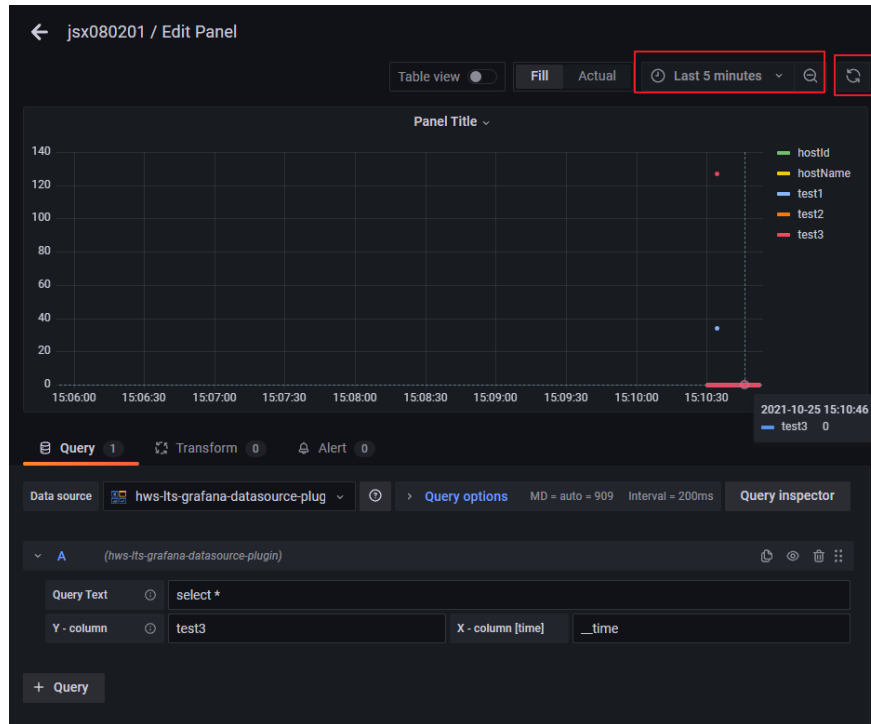 jsx080201 / Edit Panel
Table view
Fill
Actual
Last 5 minutes
Panel Title
140
120
100
80
60
40
20
0
15:06:00
15:06:30
15:07:00
15:07:30
15:08:00
15:08:30
15:09:00
15:09:30
15:10:00
15:10:30
hostId
hostName
test1
test2
test3
2021-10-25 15:10:46
test3 0
Query 1
Transform 0
Alert 0
Data source
hws-lts-grafana-datasource-plug
Query options
MD = auto = 909
Interval = 200ms
Query inspector
A
(hws-lts-grafana-datasource-plugin)
Query Text
select *
Y - column
test3
X - column [time]
__time
+ Query